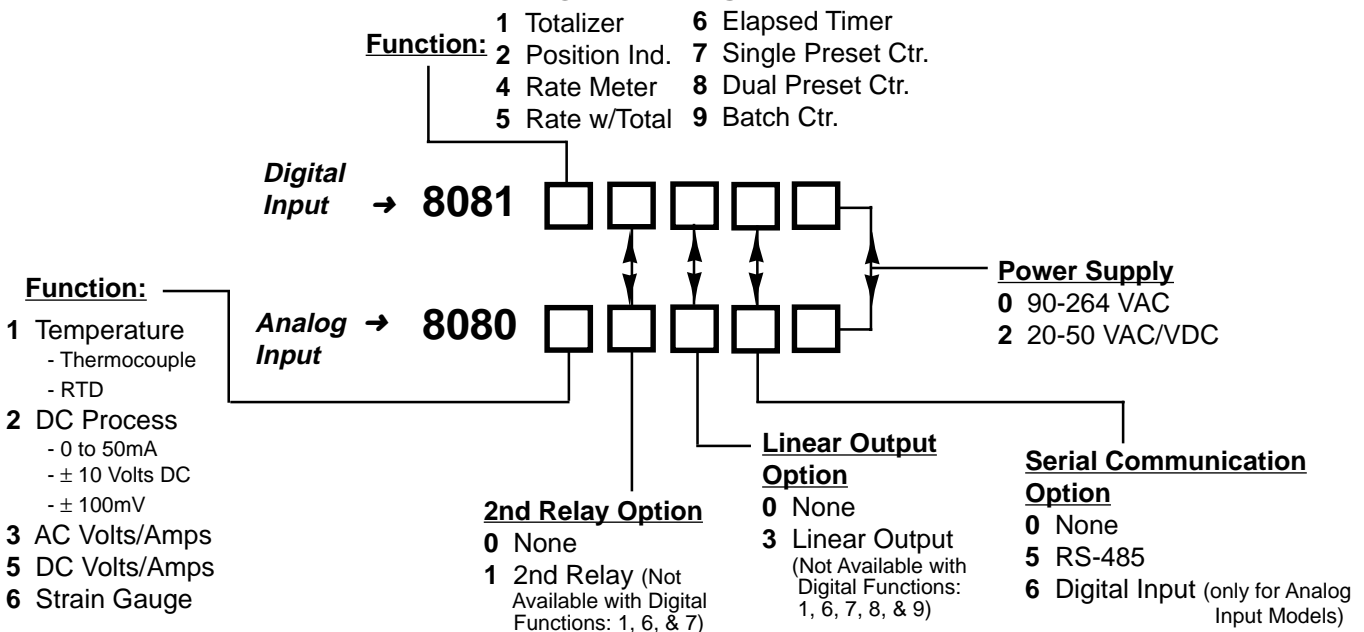 Function:
1 Totalizer
2 Position Ind.
4 Rate Meter
5 Rate w/Total
6 Elapsed Timer
7 Single Preset Ctr.
8 Dual Preset Ctr.
9 Batch Ctr.
Digital
Input ➜ 8081
Function:
1 Temperature
- Thermocouple
- RTD
2 DC Process
- 0 to 50mA
- ± 10 Volts DC
- ± 100mV
3 AC Volts/Amps
5 DC Volts/Amps
6 Strain Gauge
Analog ➜ 8080
Input
Power Supply
0 90-264 VAC
2 20-50 VAC/VDC
2nd Relay Option
0 None
1 2nd Relay (Not
Available with Digital
Functions: 1, 6, & 7)
Linear Output
Option
0 None
3 Linear Output
(Not Available with
Digital Functions:
1, 6, 7, 8, & 9)
Serial Communication
Option
0 None
5 RS-485
6 Digital Input (only for Analog
Input Models)